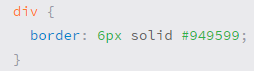 div {
  border: 6px solid #949599;
}